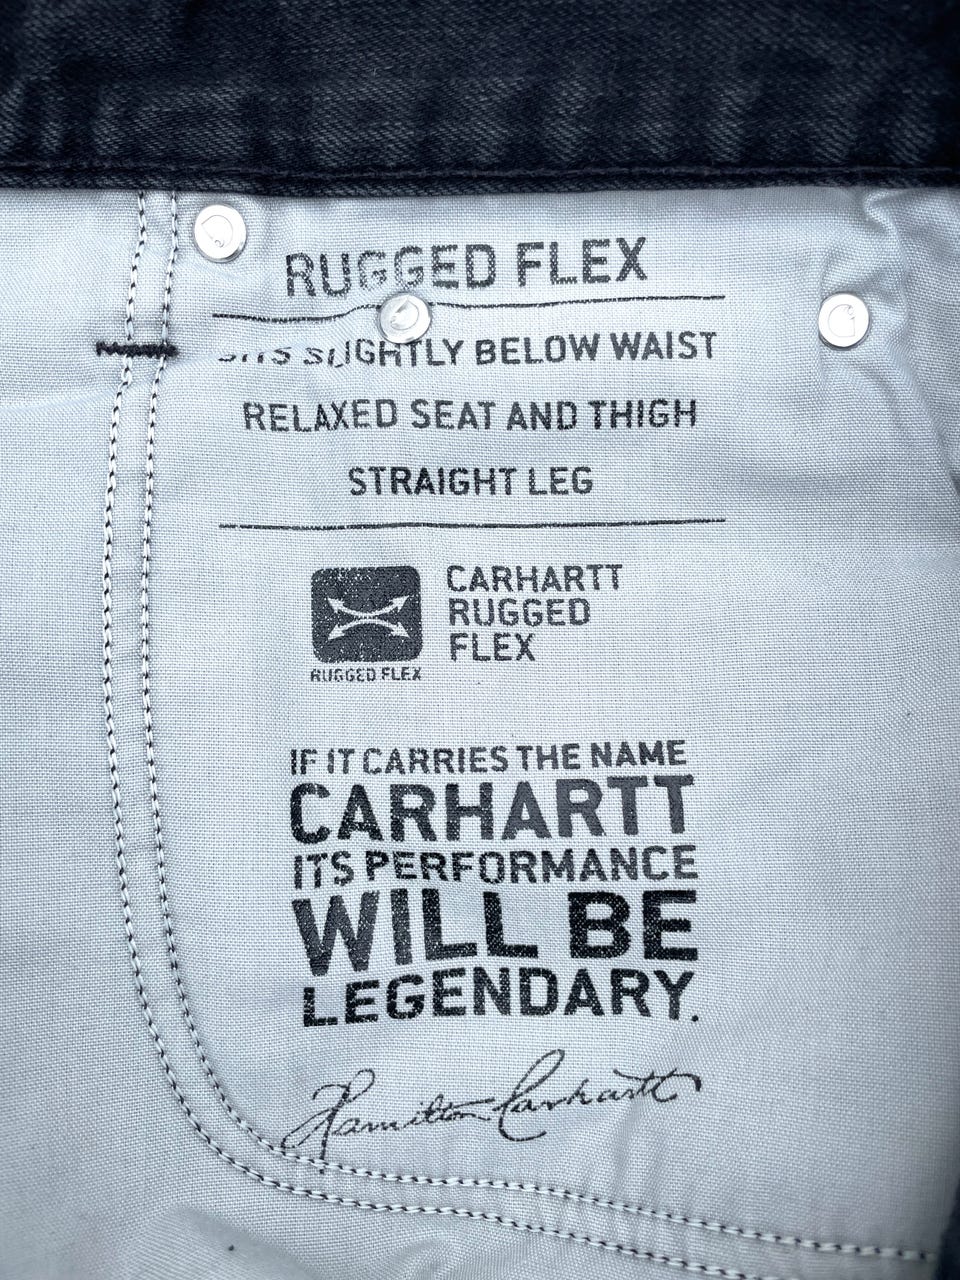 RUGGED FLEX
SITS SLIGHTLY BELOW WAIST
RELAXED SEAT AND THIGH
STRAIGHT LEG
CARHARTT
RUGGED
FLEX
RUGGED FLEX
IF IT CARRIES THE NAME
CARHARTT
ITS PERFORMANCE
WILL BE
LEGENDARY.
Hamilton Carhartt